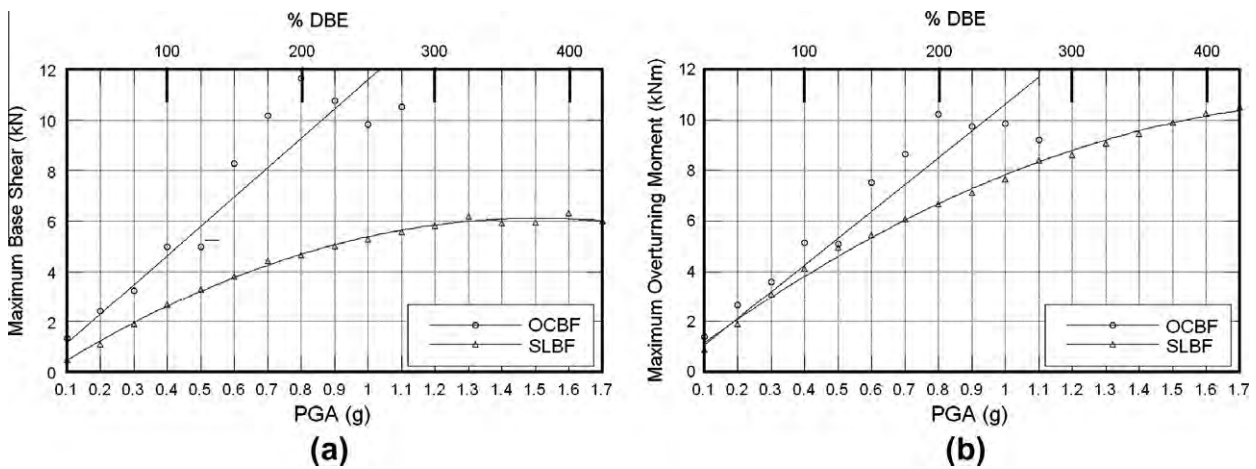 % DBE
100 200 300 400
12
10
8
6
4
2
0
Maximum Base Shear (kN)
OCBF
SLBF
0.1 0.2 0.3 0.4 0.5 0.6 0.7 0.8 0.9 1 1.1 1.2 1.3 1.4 1.5 1.6 1.7
PGA (g)
(a)
% DBE
100 150 200 250 300 350 400
12
10
8
6
4
2
0
Maximum Overturning Moment (kNm)
OCBF
SLBF
0.1 0.2 0.3 0.4 0.5 0.6 0.7 0.8 0.9 1 1.1 1.2 1.3 1.4 1.5 1.6 1.7
PGA (g)
(b)